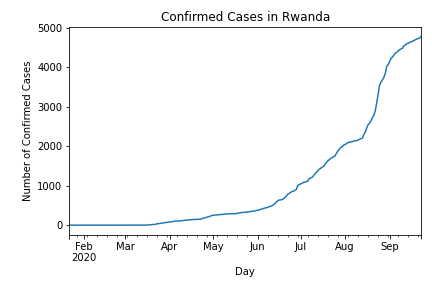 Confirmed Cases in Rwanda
Number of Confirmed Cases
5000
4000
3000
2000
1000
0
Feb Mar Apr May Jun Jul Aug Sep
2020
Day